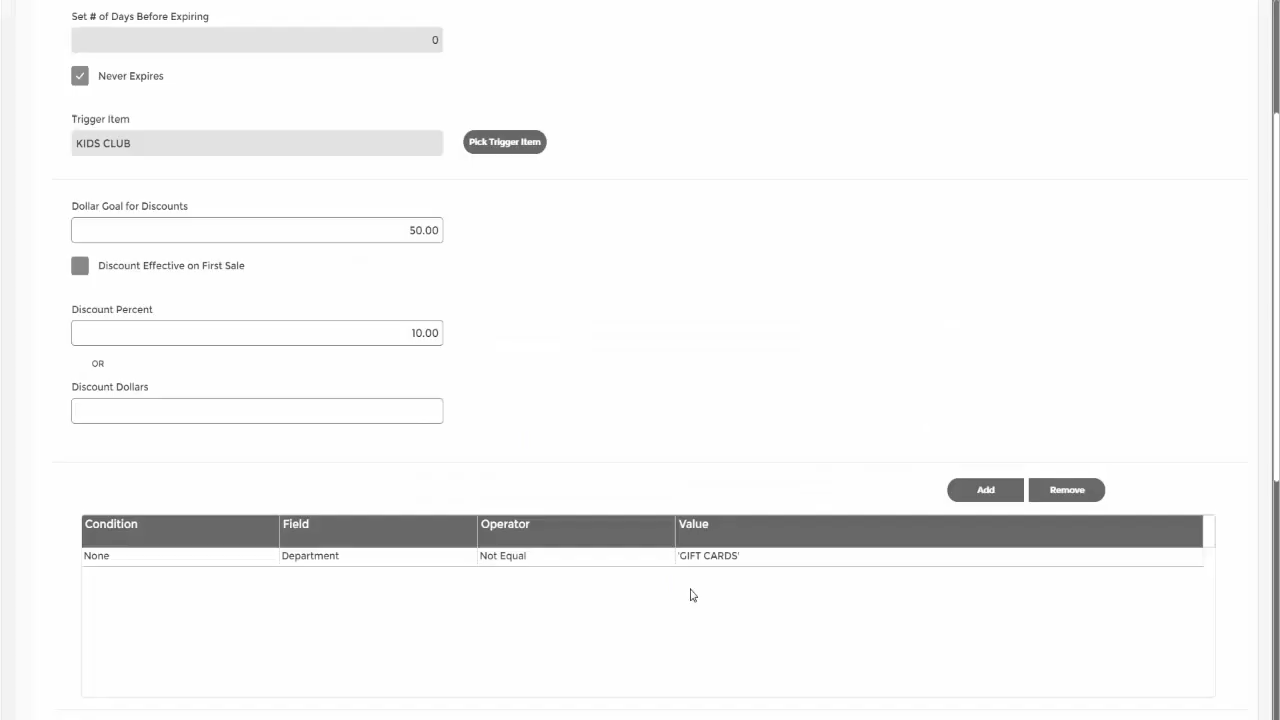 Set # of Days Before Expiring
0
Never Expires
Trigger Item
KIDS CLUB
Pick Trigger Item
Dollar Goal for Discounts
50.00
Discount Effective on First Sale
Discount Percent
10.00
OR
Discount Dollars
Add Remove
Condition Field Operator Value
None Department Not Equal 'GIFT CARDS'